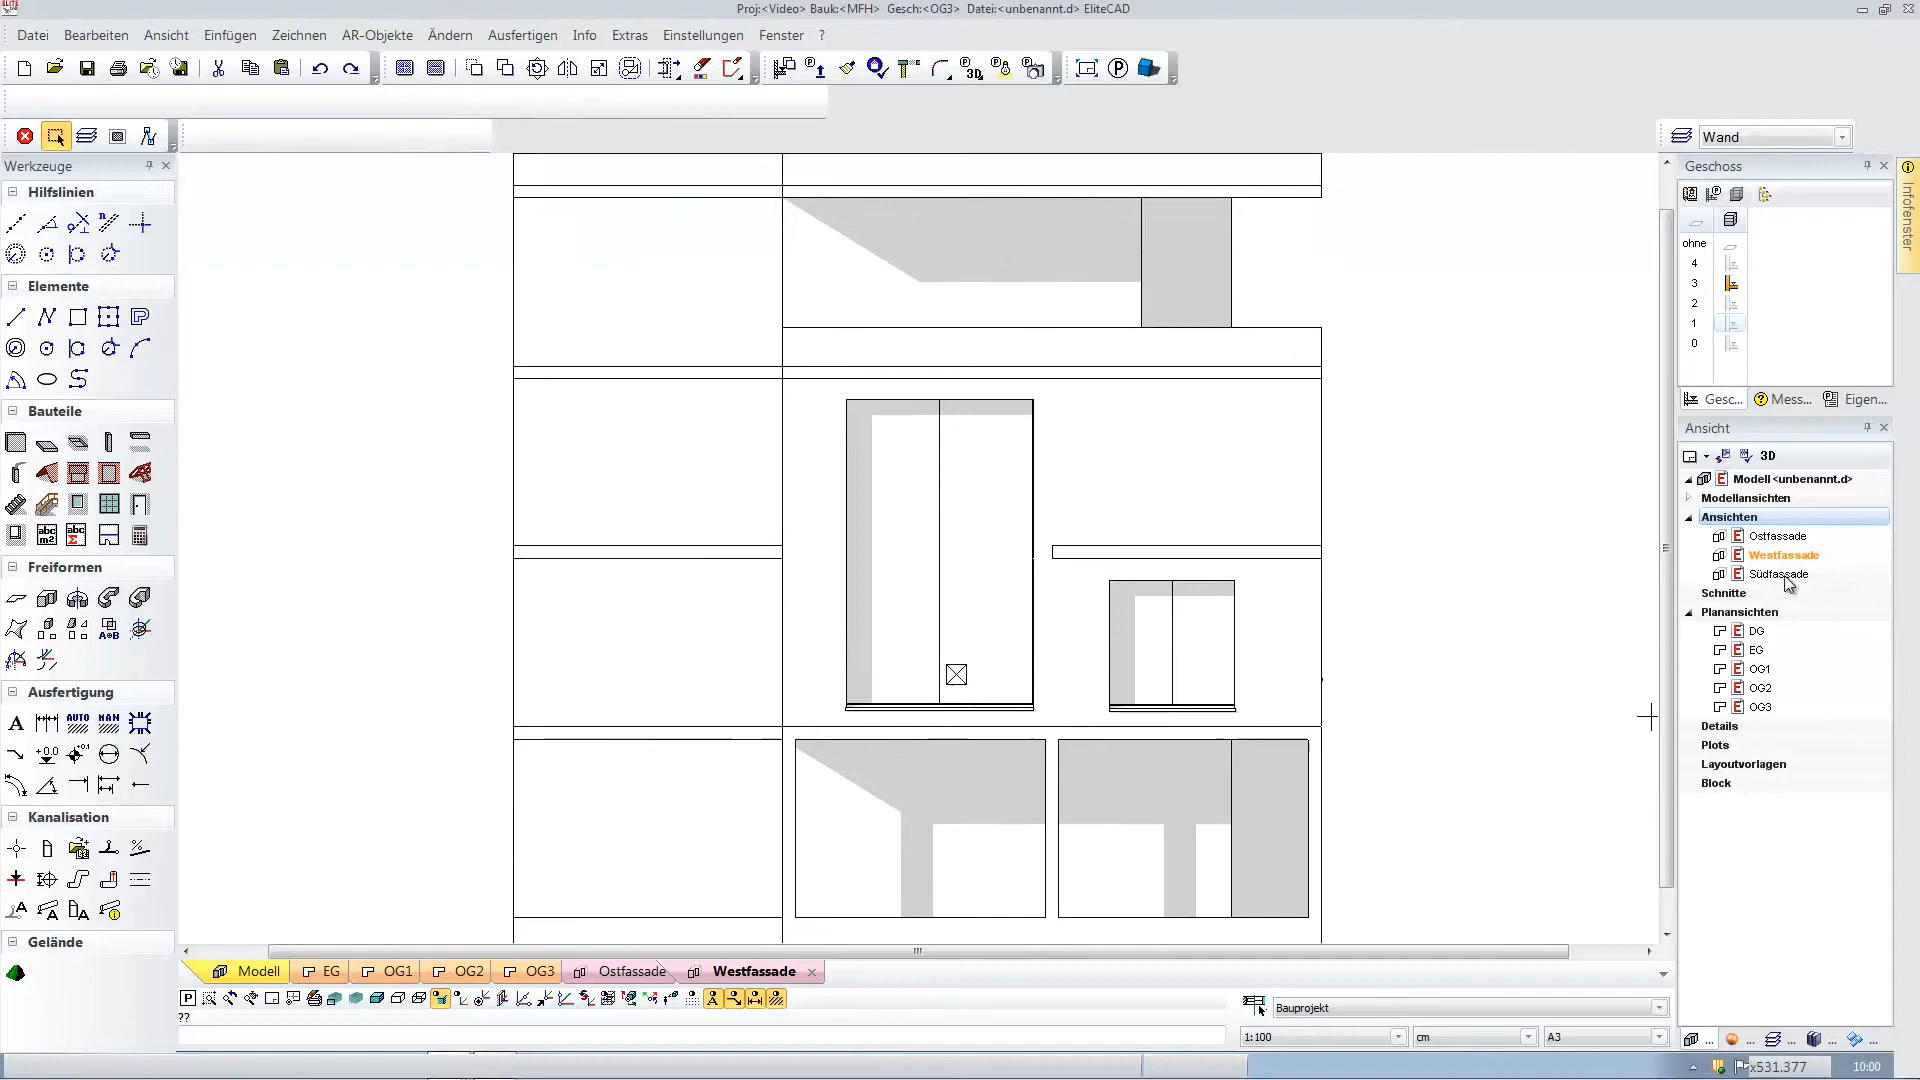 Proj:<Video> Bauk:<MFH>  Gesch:<OG3>  Datei:<unbenannt.d>  EliteCAD
Datei Bearbeiten Ansicht Einfügen Zeichnen AR-Objekte Ändern Ausfertigen Info Extras Einstellungen Fenster ?
Wand
Werkzeuge
Hilfslinien
Elemente
Bauteile
Freiformen
Ausfertigung
AUTO MAN
Kanalisation
Gelände
Geschoss
ohne
4
3
2
1
0
Gesc... Mess... Eigen...
Infofenster
Ansicht
3D
Modell <unbenannt.d>
Modellansichten
Ansichten
Ostfassade
Westfassade
Südfassade
Schnitte
Planansichten
DG
EG
OG1
OG2
OG3
Details
Plots
Layoutvorlagen
Block
Modell EG OG1 OG2 OG3 Ostfassade Westfassade
??
Bauprojekt
1:100 cm A3
x531.377 10:00